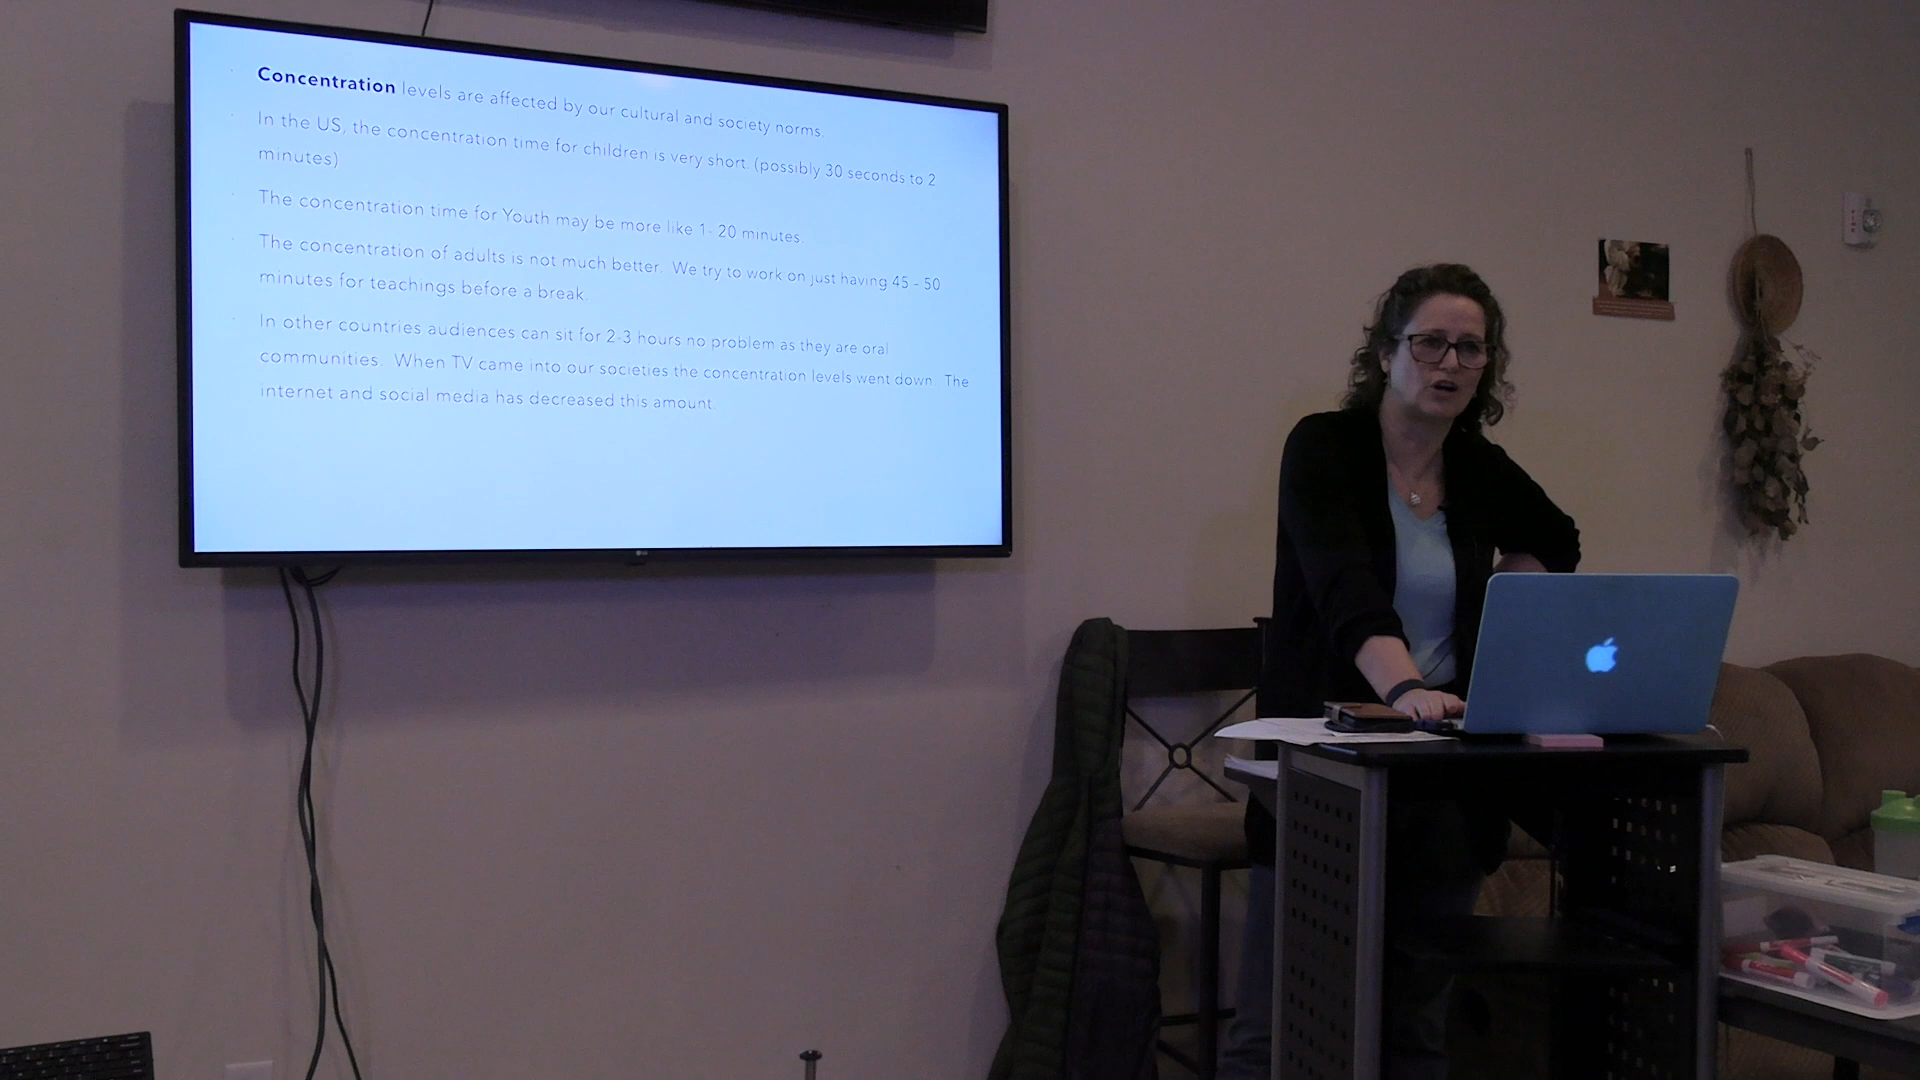 Concentration levels are affected by our cultural and society norms.
In the US, the concentration time for children is very short. (possibly 30 seconds to 2
minutes)
The concentration time for Youth may be more like 1- 20 minutes.
The concentration of adults is not much better. We try to work on just having 45 - 50
minutes for teachings before a break.
In other countries audiences can sit for 2-3 hours no problem as they are oral
communities. When TV came into our societies the concentration levels went down. The
internet and social media has decreased this amount.
LG
FIRE